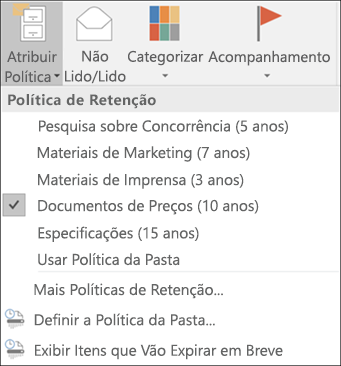 Atribuir Política
Não Lido/Lido
Categorizar
Acompanhamento
Política de Retenção
Pesquisa sobre Concorrência (5 anos)
Materiais de Marketing (7 anos)
Materiais de Imprensa (3 anos)
Documentos de Preços (10 anos)
Especificações (15 anos)
Usar Política da Pasta
Mais Políticas de Retenção...
Definir a Política da Pasta...
Exibir Itens que Vão Expirar em Breve